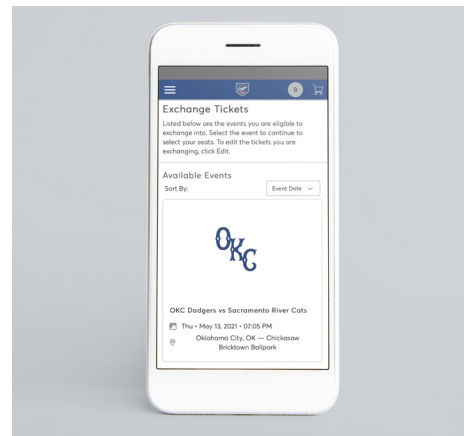 B
Exchange Tickets
Listed below are the events you are eligible to
exchange into. Select the event to continue to
select your seats. To edit the tickets you are
exchanging, click Edit.
Available Events
Sort By:
Event Date
OKC
OKC Dodgers vs Sacramento River Cats
Thu • May 13, 2021 • 07:05 PM
Oklahoma City, OK — Chickasaw
Bricktown Ballpark